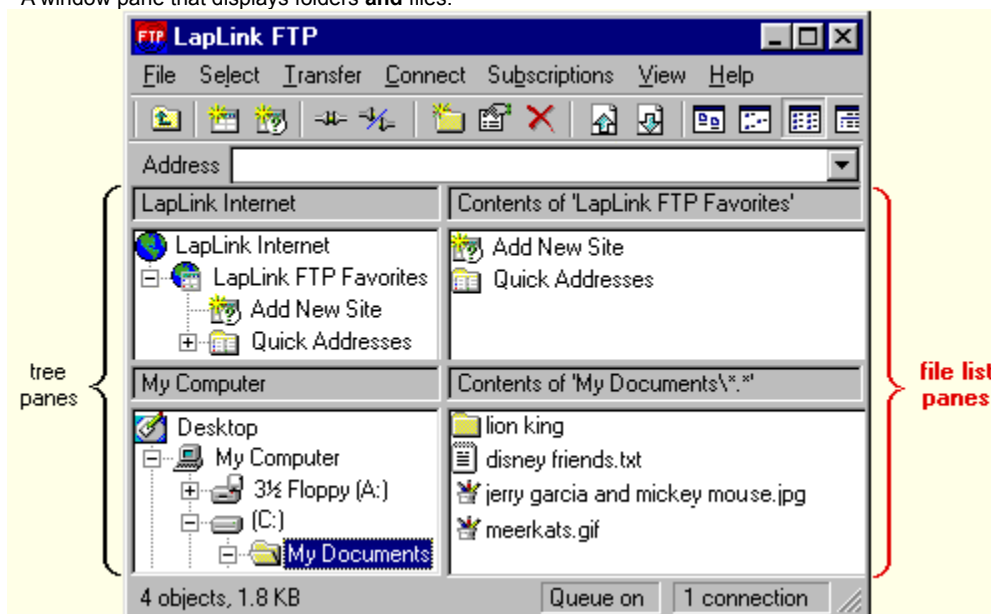 A window pane that displays folders and files.
FTP LapLink FTP
File Select Transfer Connect Subscriptions View Help
Address
LapLink Internet
Contents of 'LapLink FTP Favorites'
LapLink Internet
LapLink FTP Favorites
Add New Site
Quick Addresses
Add New Site
Quick Addresses
tree
panes
file list
panes
My Computer
Contents of 'My Documents\*.*'
Desktop
My Computer
3½ Floppy (A:)
(C:)
My Documents
lion king
disney friends.txt
jerry garcia and mickey mouse.jpg
meerkats.gif
4 objects, 1.8 KB
Queue on
1 connection